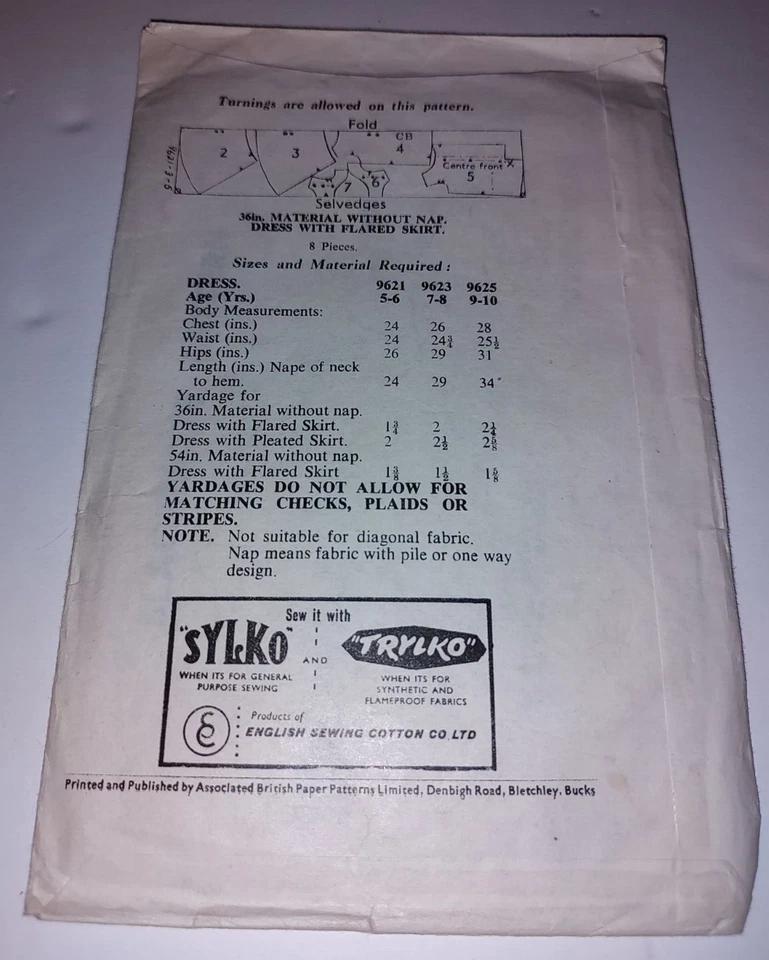 Turnings are allowed on this pattern.
Fold
9621-3-5
2
3
CB
4
Centre front
X
5
7
6
Selvedges
36in. MATERIAL WITHOUT NAP.
DRESS WITH FLARED SKIRT.
8 Pieces.
Sizes and Material Required:
DRESS. 9621 9623 9625
Age (Yrs.) 5-6 7-8 9-10
Body Measurements:
Chest (ins.) 24 26 28
Waist (ins.) 24 24¾ 25½
Hips (ins.) 26 29 31
Length (ins.) Nape of neck
to hem. 24 29 34
Yardage for
36in. Material without nap.
Dress with Flared Skirt. 1¾ 2 2¼
Dress with Pleated Skirt. 2 2½ 2⅝
54in. Material without nap.
Dress with Flared Skirt 1⅜ 1½ 1⅝
YARDAGES DO NOT ALLOW FOR
MATCHING CHECKS, PLAIDS OR
STRIPES.
NOTE. Not suitable for diagonal fabric.
Nap means fabric with pile or one way
design.
Sew it with
"SYLKO"
WHEN ITS FOR GENERAL
PURPOSE SEWING
AND
"TRYLKO"
WHEN ITS FOR
SYNTHETIC AND
FLAMEPROOF FABRICS
Products of
ENGLISH SEWING COTTON CO. LTD
Printed and Published by Associated British Paper Patterns Limited, Denbigh Road, Bletchley. Bucks